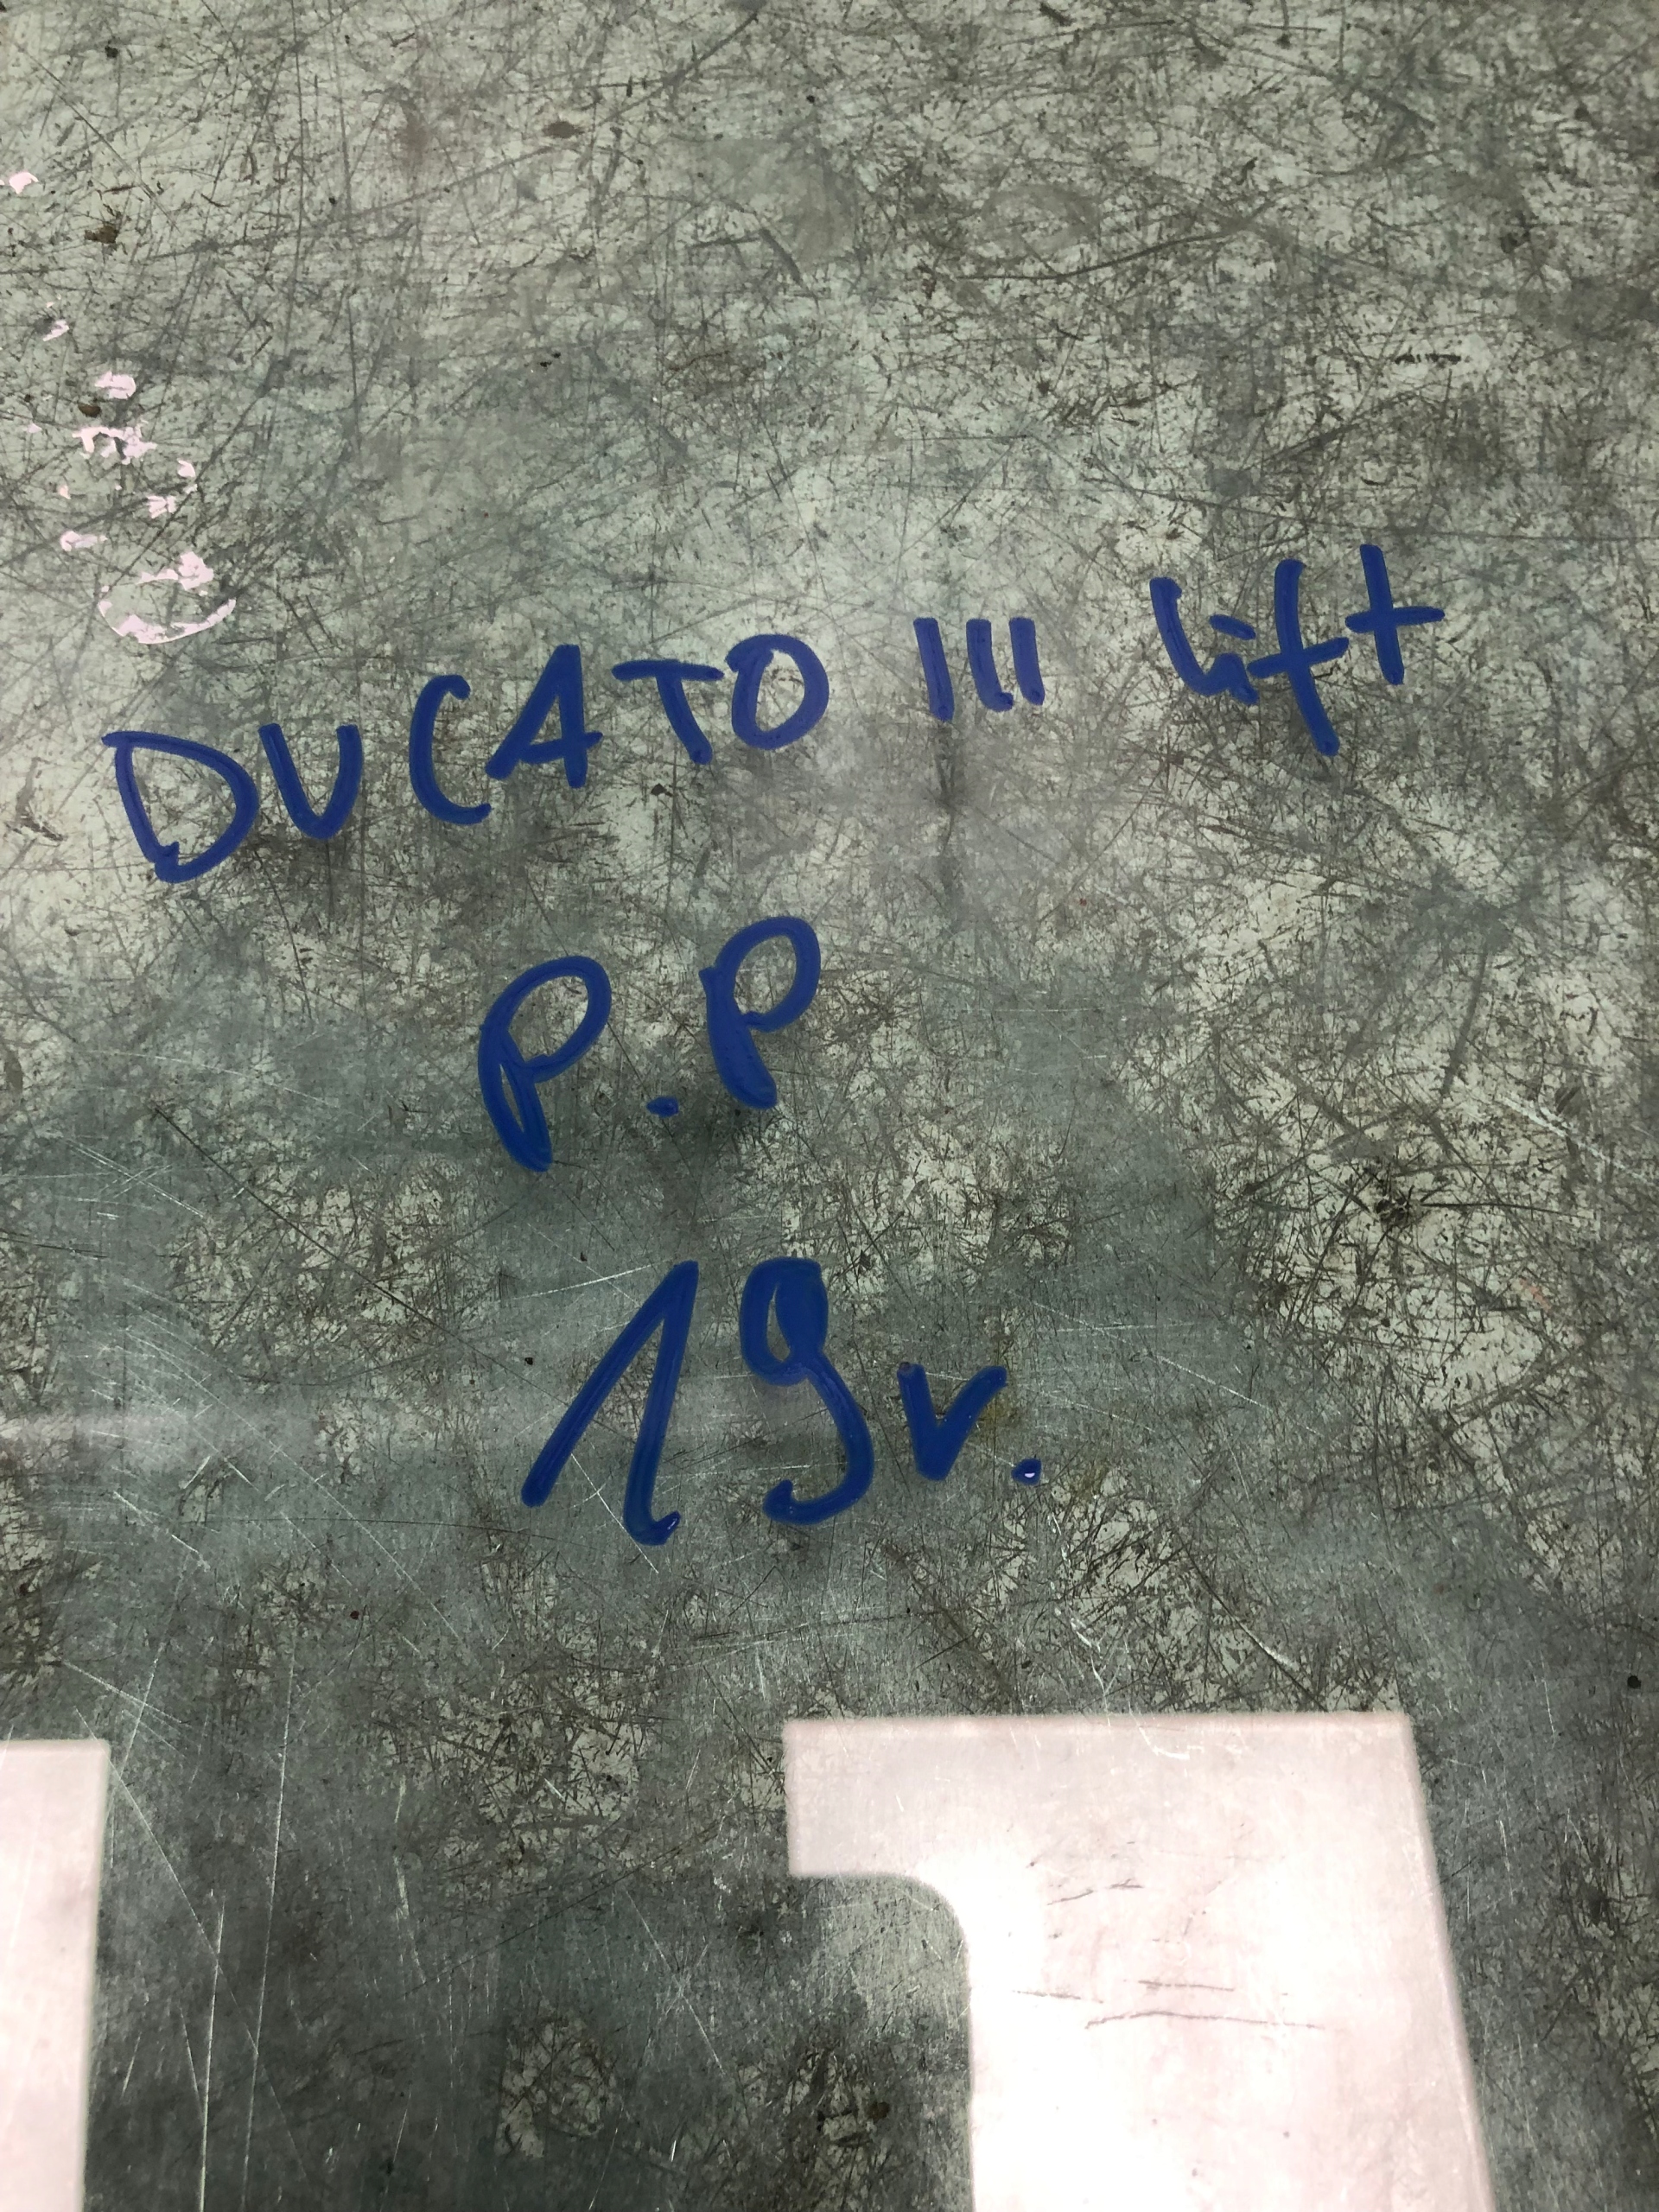 DUCATO III lift
P.P
19r.